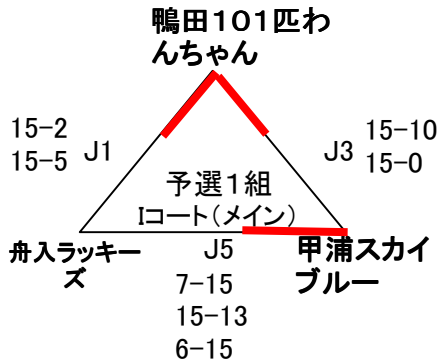 鴨田１０１匹わ
んちゃん
15-2
15-5
J1
J3
15-10
15-0
予選１組
Iコート（メイン）
舟入ラッキー
ズ
J5
甲浦スカイ
ブルー
7-15
15-13
6-15